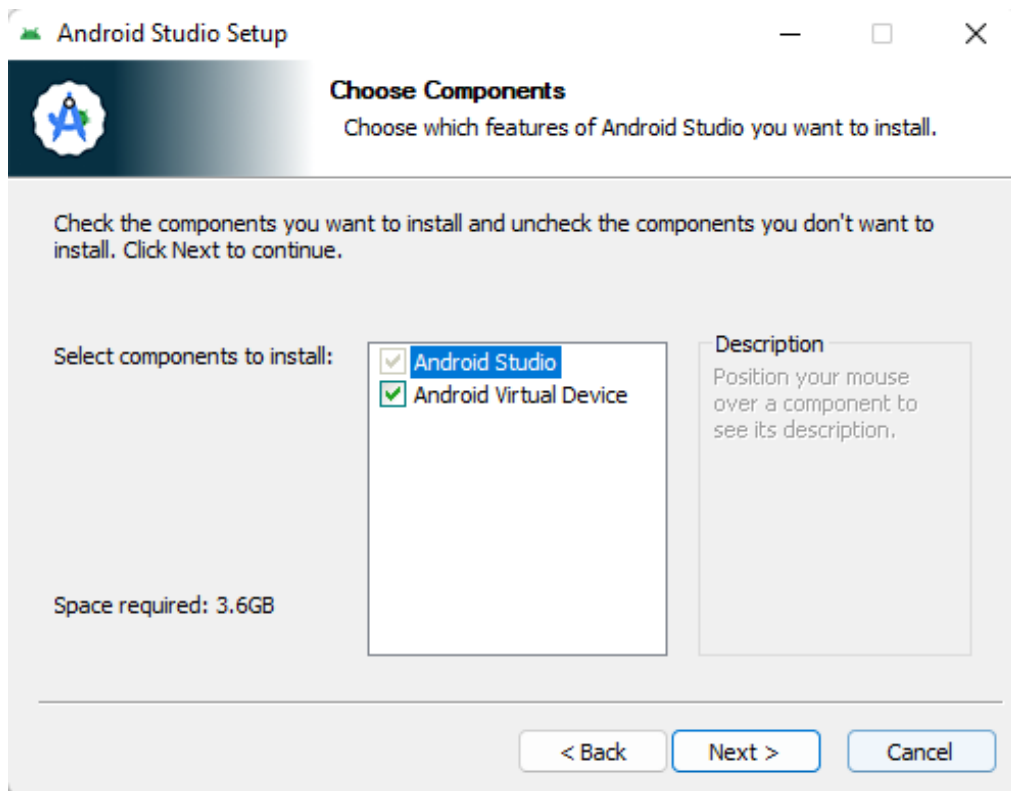 Android Studio Setup
Choose Components
Choose which features of Android Studio you want to install.
Check the components you want to install and uncheck the components you don't want to
install. Click Next to continue.
Select components to install:
Android Studio
Android Virtual Device
Description
Position your mouse
over a component to
see its description.
Space required: 3.6GB
< Back
Next >
Cancel